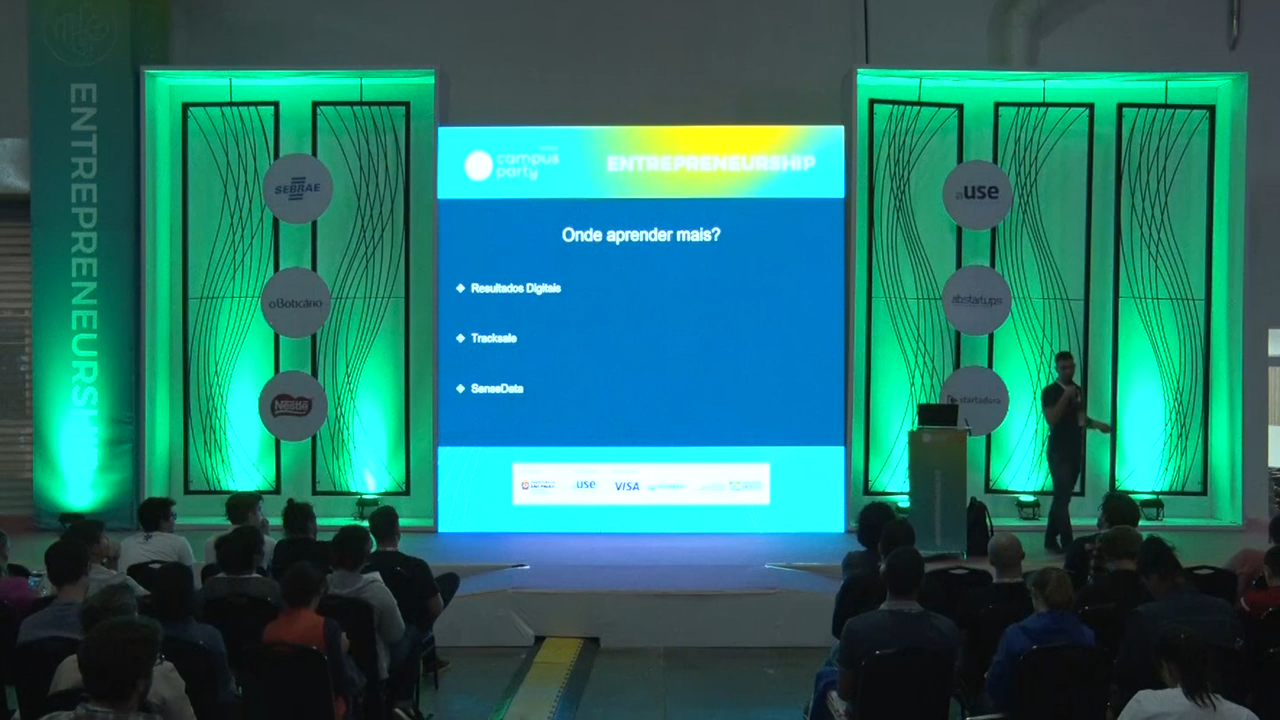 ENTREPRENEURSHIP
SEBRAE
oBoticário
Nestlé
campus
party
ENTREPRENEURSHIP
Onde aprender mais?
❖ Resultados Digitais
❖ Tracksale
❖ SenseData
use
VISA
use
abstartups
startadora